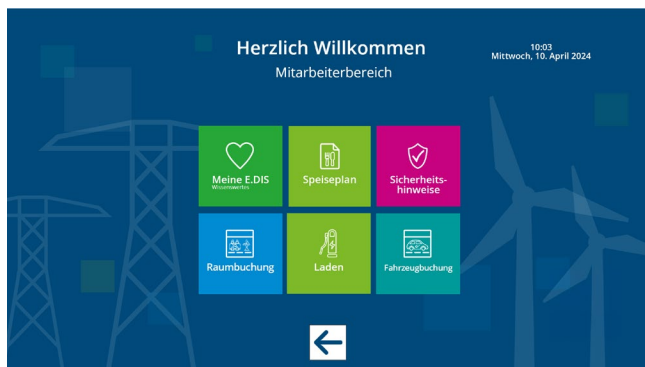 Herzlich Willkommen
Mitarbeiterbereich
10:03
Mittwoch, 10. April 2024
Meine E.DIS
Wissenswertes
Speiseplan
Sicherheits-
hinweise
Raumbuchung
Laden
Fahrzeugbuchung